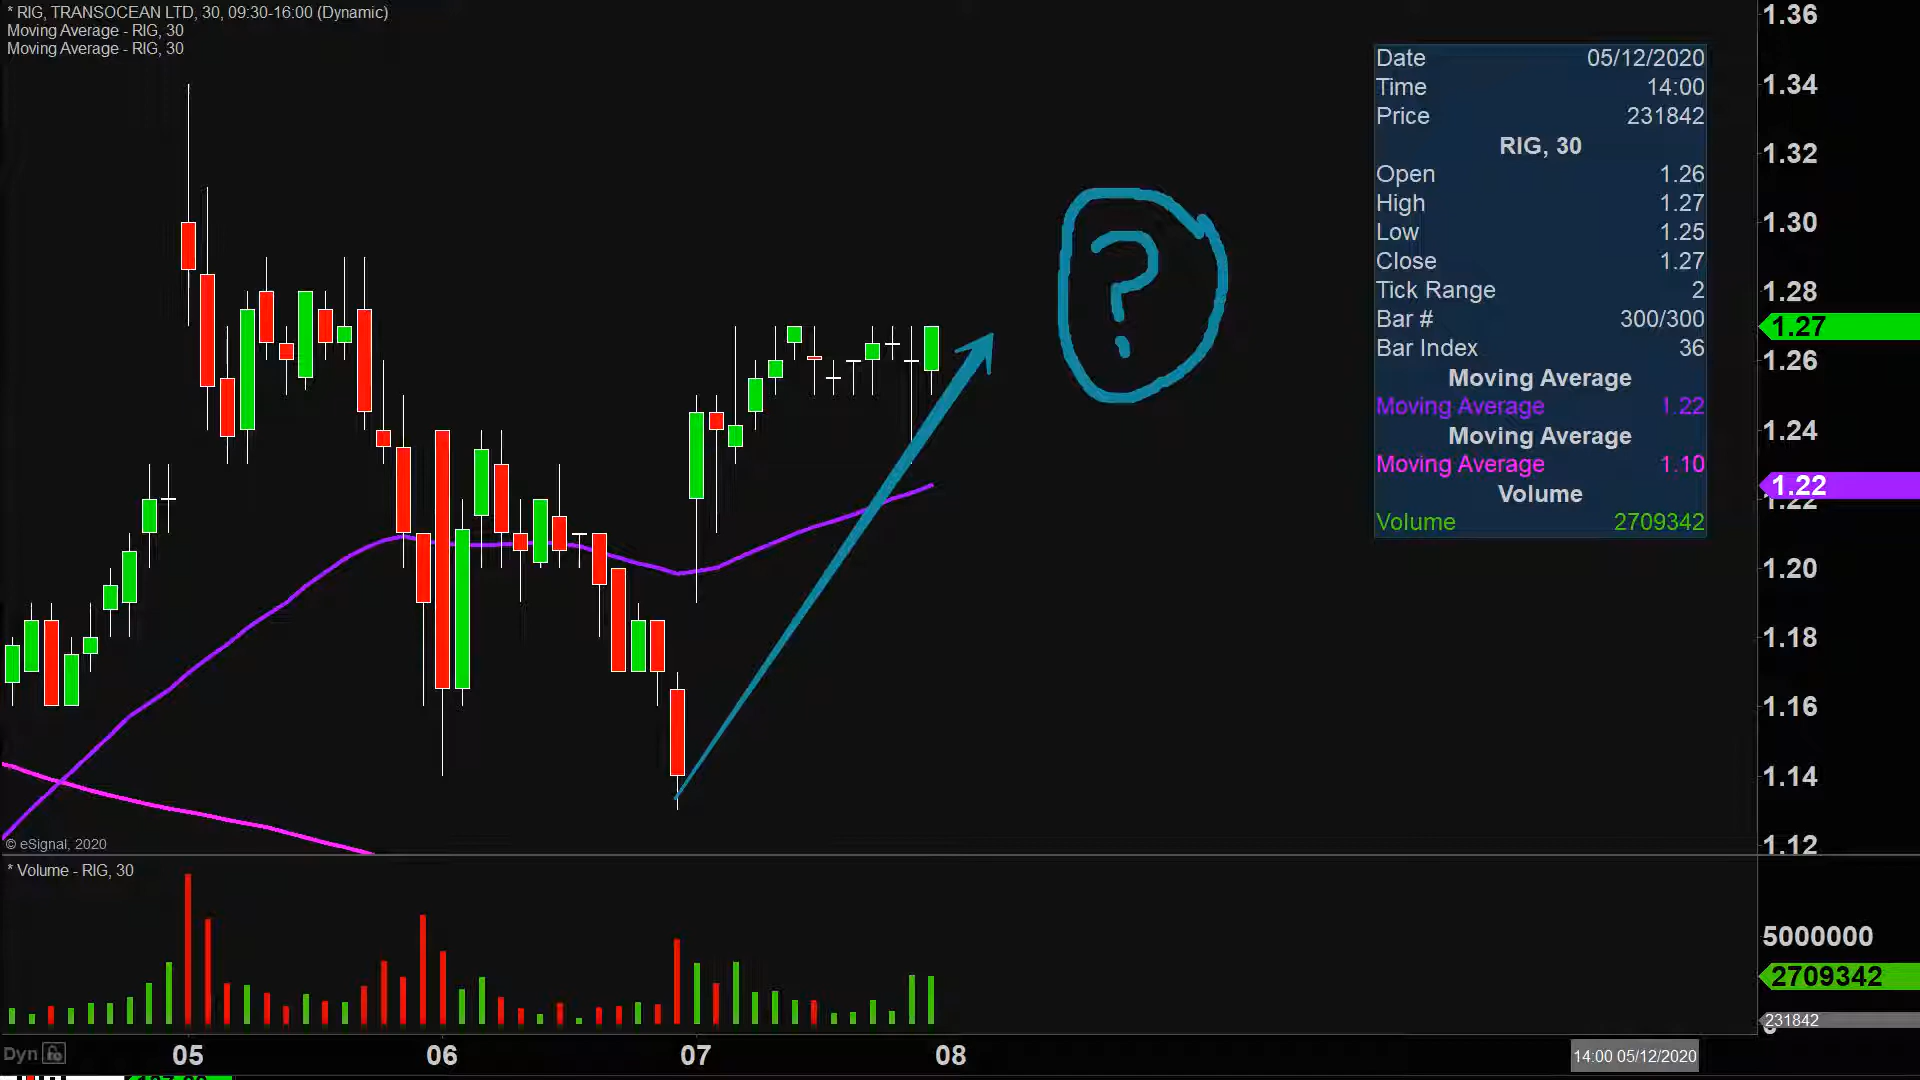 * RIG, TRANSOCEAN LTD, 30, 09:30-16:00 (Dynamic)
Moving Average - RIG, 30
Moving Average - RIG, 30
Date 05/12/2020
Time 14:00
Price 231842
RIG, 30
Open 1.26
High 1.27
Low 1.25
Close 1.27
Tick Range 2
Bar # 300/300
Bar Index 36
Moving Average
Moving Average 1.22
Moving Average
Moving Average 1.10
Volume
Volume 2709342
?
1.36
1.34
1.32
1.30
1.28
1.27
1.26
1.24
1.22
1.22
1.20
1.18
1.16
1.14
1.12
© eSignal, 2020
* Volume - RIG, 30
5000000
2709342
231842
Dyn
05
06
07
08
14:00 05/12/2020